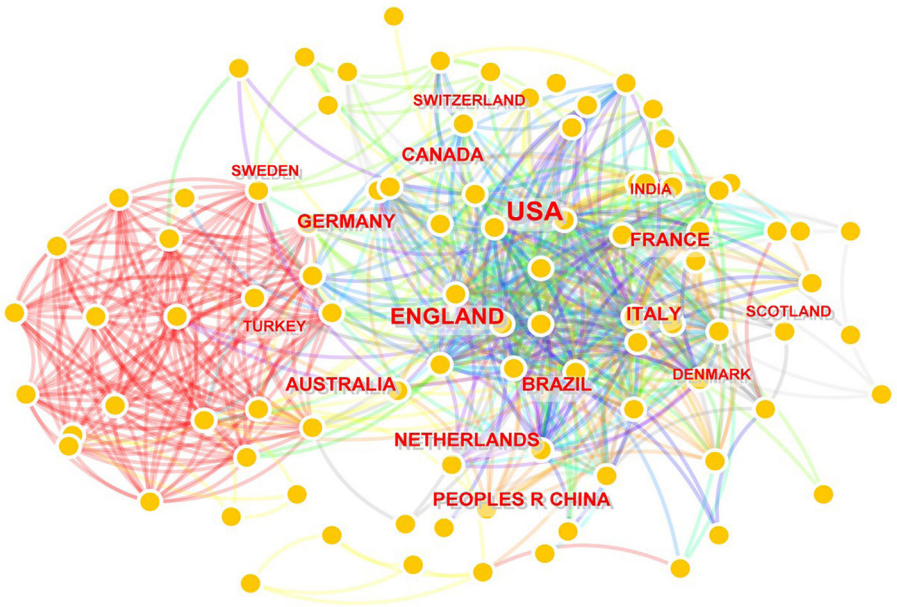 SWITZERLAND
CANADA
SWEDEN
INDIA
USA
GERMANY
FRANCE
SCOTLAND
ITALY
ENGLAND
TURKEY
DENMARK
AUSTRALIA
BRAZIL
NETHERLANDS
PEOPLES R CHINA